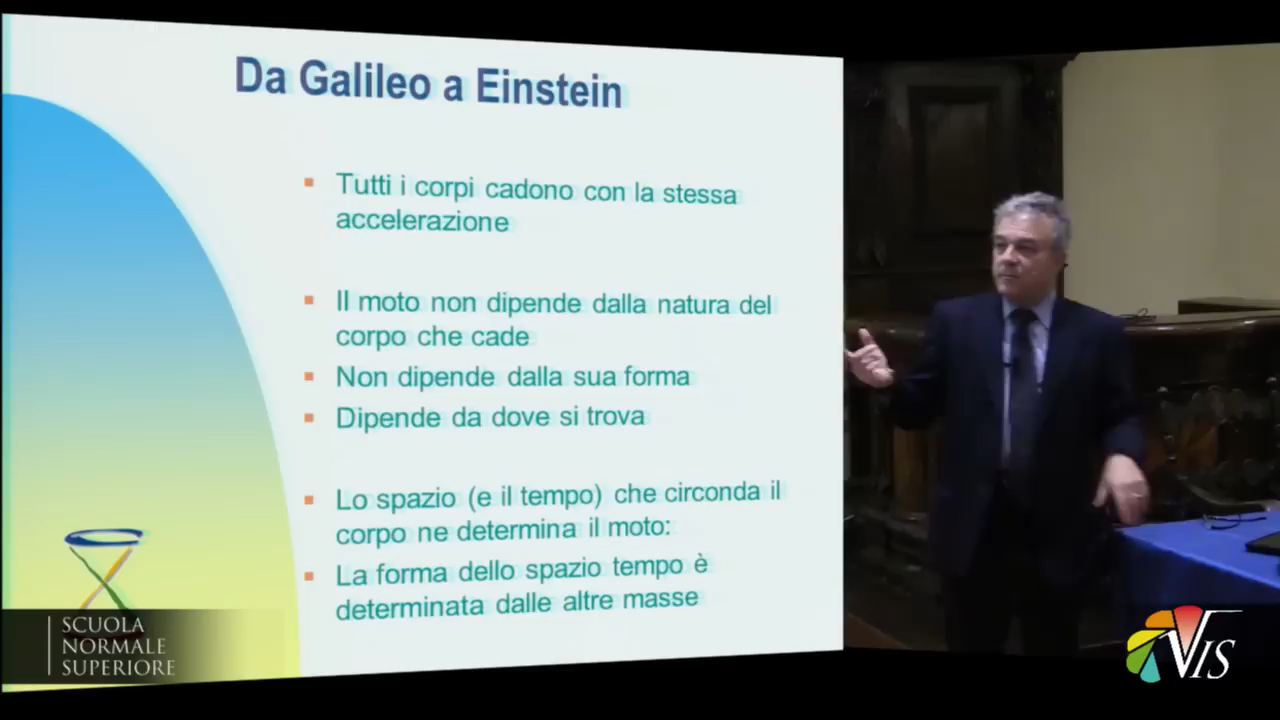 Da Galileo a Einstein
Tutti i corpi cadono con la stessa
accelerazione
Il moto non dipende dalla natura del
corpo che cade
Non dipende dalla sua forma
Dipende da dove si trova
Lo spazio (e il tempo) che circonda il
corpo ne determina il moto:
La forma dello spazio tempo è
determinata dalle altre masse
SCUOLA
NORMALE
SUPERIORE
VIS